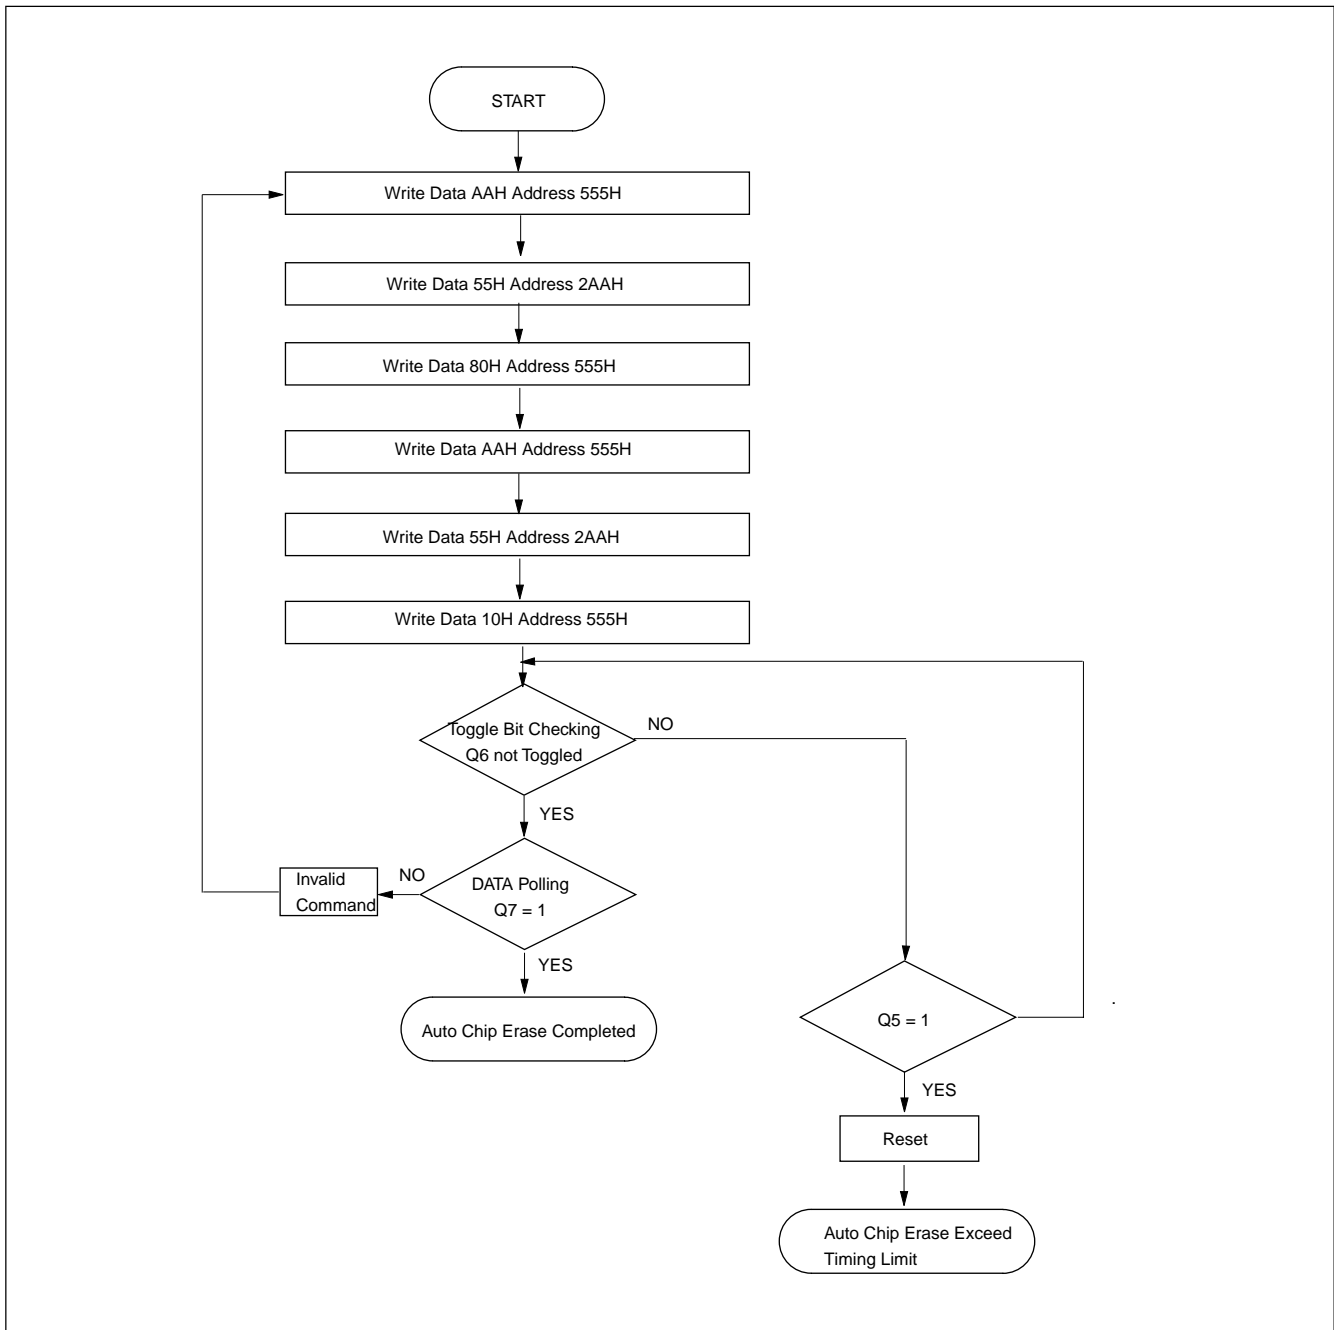 START
Write Data AAH Address 555H
Write Data 55H Address 2AAH
Write Data 80H Address 555H
Write Data AAH Address 555H
Write Data 55H Address 2AAH
Write Data 10H Address 555H
Toggle Bit Checking
Q6 not Toggled
NO
YES
DATA Polling
Q7 = 1
NO
Invalid
Command
YES
Auto Chip Erase Completed
Q5 = 1
.
YES
Reset
Auto Chip Erase Exceed
Timing Limit